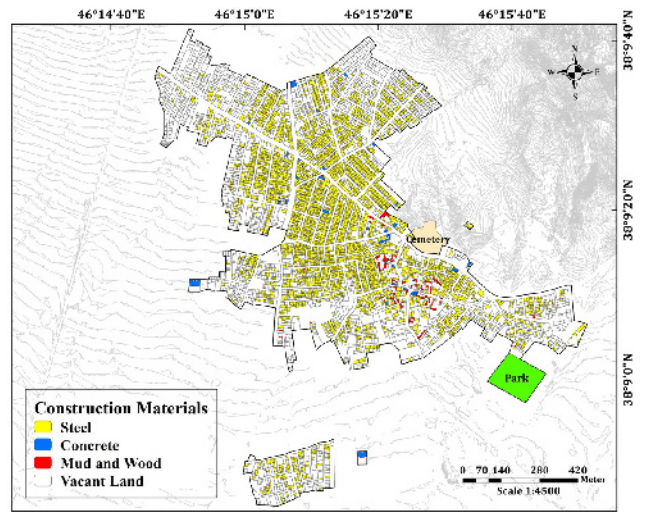 46°14'40"E 46°15'0"E 46°15'20"E 46°15'40"E
38°9'40"N
N
W E
S
38°9'20"N
Cemetery
38°9'0"N
Park
Construction Materials
Steel
Concrete
Mud and Wood
Vacant Land
0 70 140 280 420
Meter
Scale 1:4500